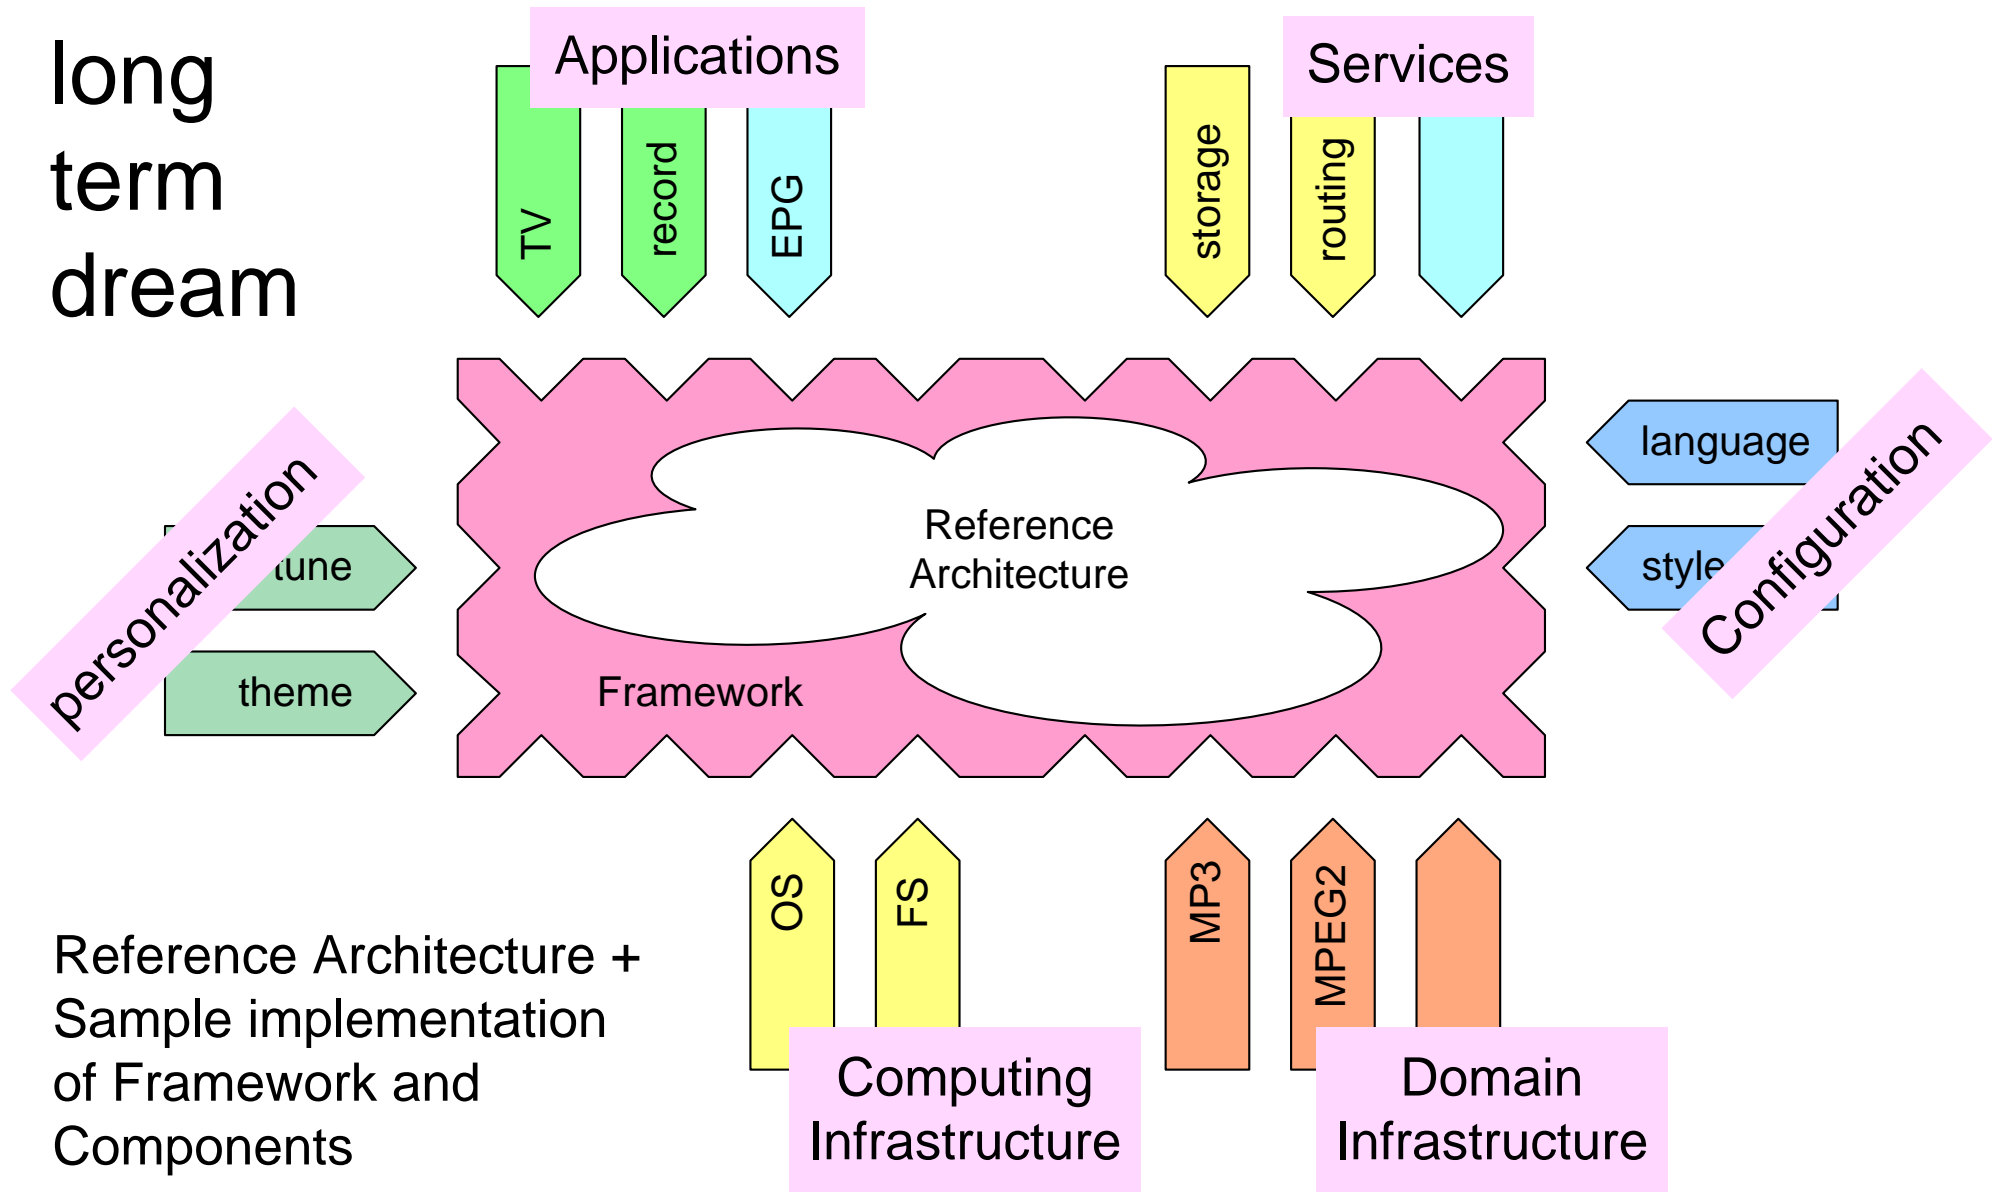 long
term
dream
Applications
Services
TV
record
EPG
storage
routing
personalization
tune
theme
Reference
Architecture
Framework
language
style
Configuration
OS
FS
MP3
MPEG2
Computing
Infrastructure
Domain
Infrastructure
Reference Architecture +
Sample implementation
of Framework and
Components